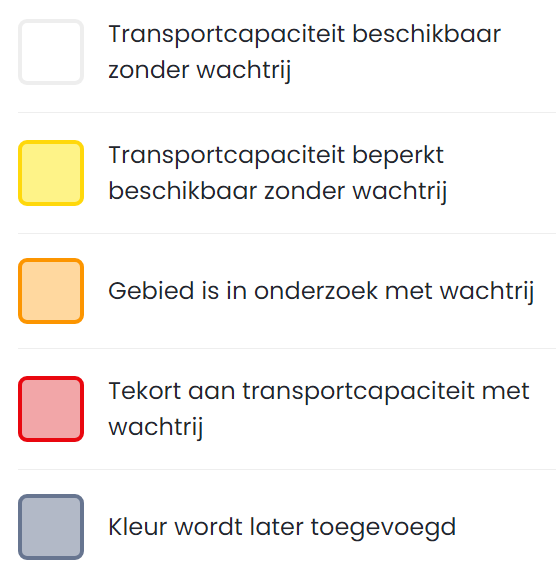 Transportcapaciteit beschikbaar
zonder wachtrij
Transportcapaciteit beperkt
beschikbaar zonder wachtrij
Gebied is in onderzoek met wachtrij
Tekort aan transportcapaciteit met
wachtrij
Kleur wordt later toegevoegd